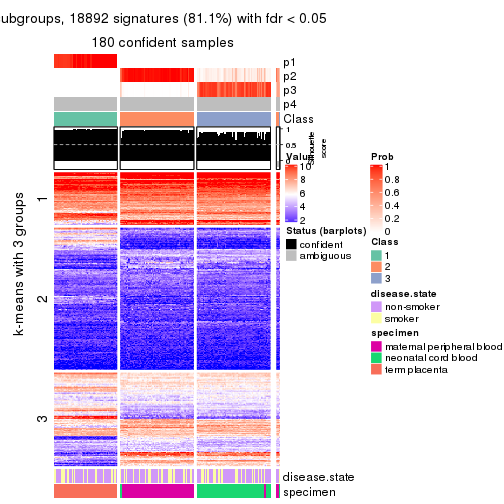 ubgroups, 18892 signatures (81.1%) with fdr < 0.05
180 confident samples
p1
p2
p3
p4
Class
1
0.5
0
Silhouette
score
k-means with 3 groups
1
2
3
Value
10
8
6
4
2
Status (barplots)
confident
ambiguous
Prob
1
0.8
0.6
0.4
0.2
0
Class
1
2
3
disease.state
non-smoker
smoker
specimen
maternal peripheral blood
neonatal cord blood
term placenta
disease.state
specimen